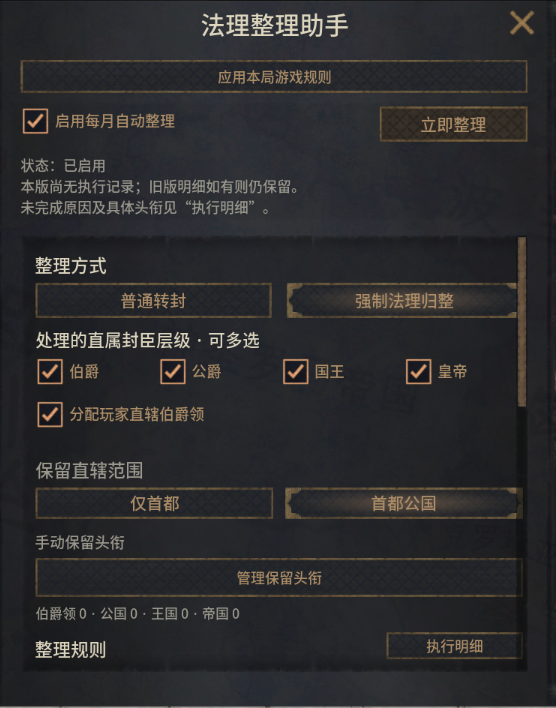 法理整理助手
应用本局游戏规则
启用每月自动整理
立即整理
状态：已启用
本版尚无执行记录；旧版明细如有则仍保留。
未完成原因及具体头衔见“执行明细”。
整理方式
普通转封
强制法理归整
处理的直属封臣层级 · 可多选
伯爵
公爵
国王
皇帝
分配玩家直辖伯爵领
保留直辖范围
仅首都
首都公国
手动保留头衔
管理保留头衔
伯爵领 0 · 公国 0 · 王国 0 · 帝国 0
整理规则
执行明细